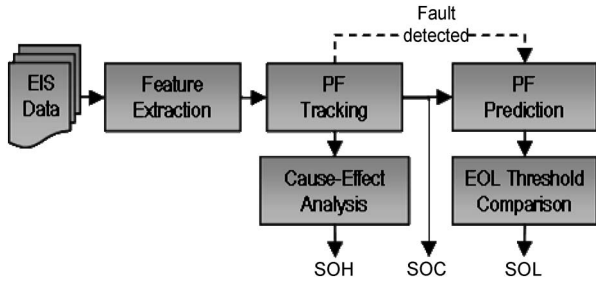 Fault
detected
EIS
Data
Feature
Extraction
PF
Tracking
PF
Prediction
Cause-Effect
Analysis
EOL Threshold
Comparison
SOH
SOC
SOL